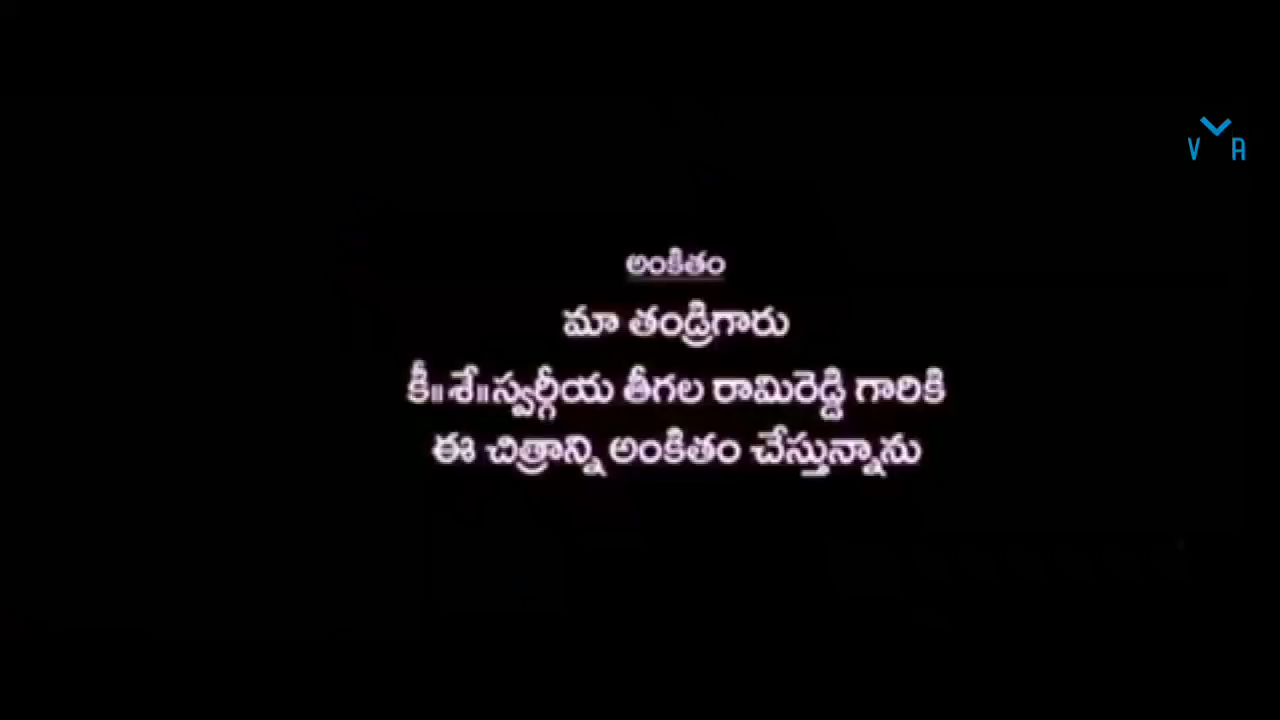 V R
అంకితం
మా తండ్రిగారు
కీ॥శే॥స్వర్గీయ తీగల రామిరెడ్డి గారికి
ఈ చిత్రాన్ని అంకితం చేస్తున్నాను